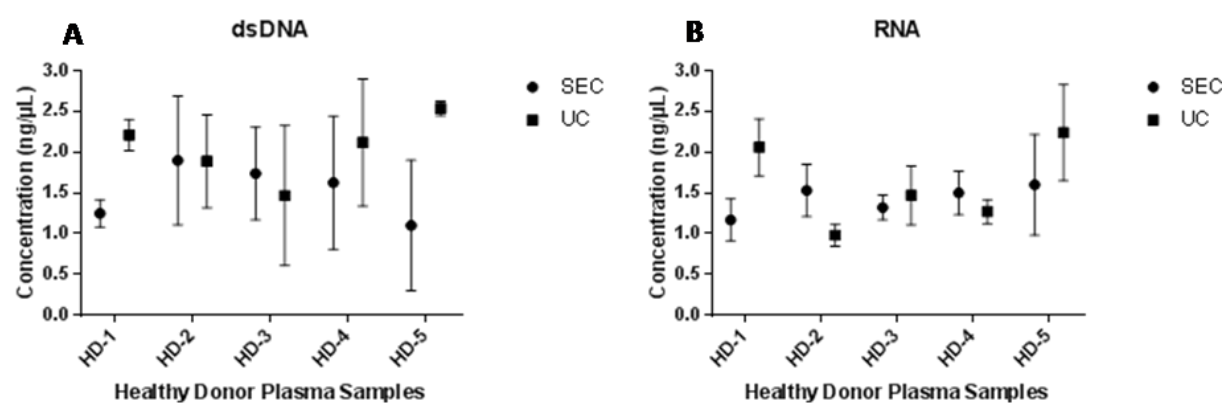 A
dsDNA
3.0
2.5
2.0
1.5
1.0
0.5
0.0
Concentration (ng/µL)
HD-1
HD-2
HD-3
HD-4
HD-5
Healthy Donor Plasma Samples
SEC
UC
B
RNA
3.0
2.5
2.0
1.5
1.0
0.5
0.0
Concentration (ng/µL)
HD-1
HD-2
HD-3
HD-4
HD-5
Healthy Donor Plasma Samples
SEC
UC